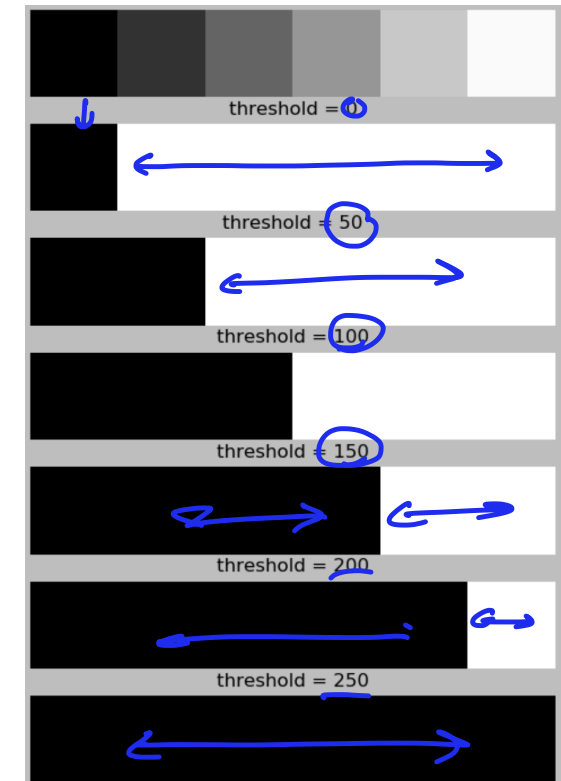 threshold = 0
threshold = 50
threshold = 100
threshold = 150
threshold = 200
threshold = 250